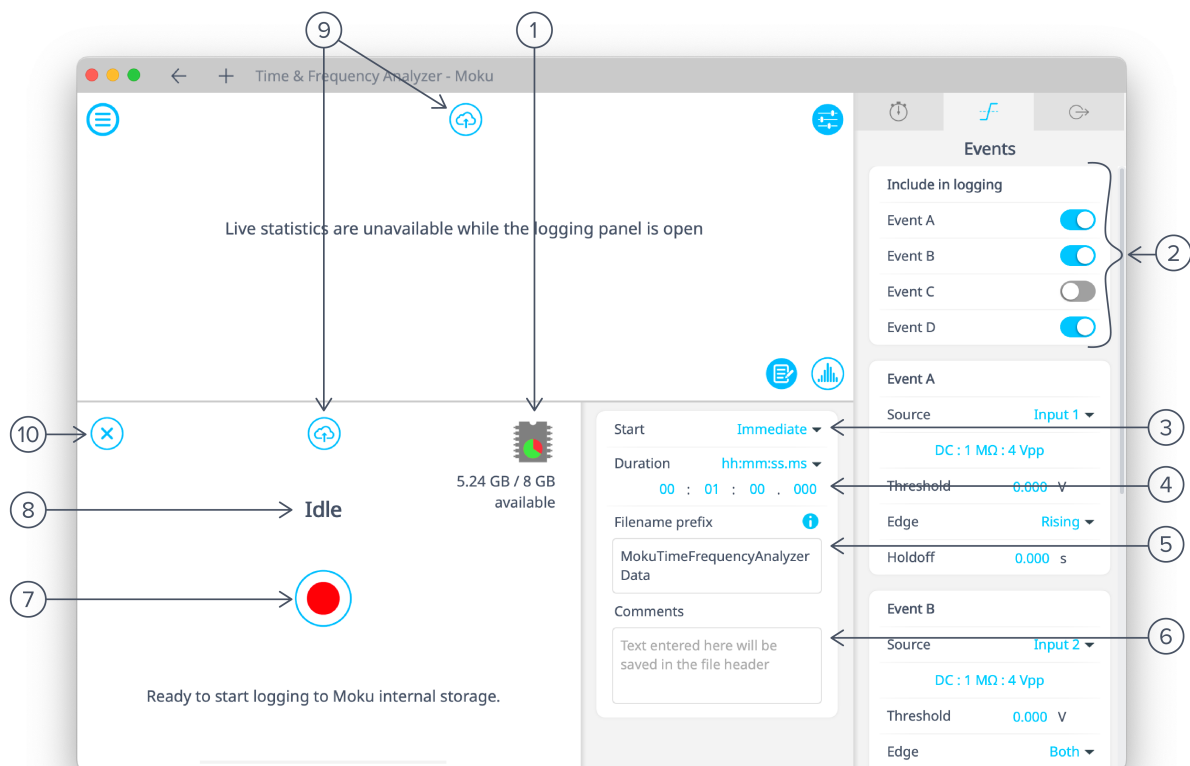 9
1
Time & Frequency Analyzer - Moku
Events
Include in logging
Event A
Event B
Event C
Event D
2
Live statistics are unavailable while the logging panel is open
10
8
7
5.24 GB / 8 GB
available
Idle
Ready to start logging to Moku internal storage.
Start Immediate
Duration hh:mm:ss.ms
00 : 01 : 00 . 000
Filename prefix
MokuTimeFrequencyAnalyzer
Data
Comments
Text entered here will be
saved in the file header
Event A
Source Input 1
DC : 1 MΩ : 4 Vpp
Threshold 0.000 V
Edge Rising
Holdoff 0.000 s
Event B
Source Input 2
DC : 1 MΩ : 4 Vpp
Threshold 0.000 V
Edge Both
3
4
5
6